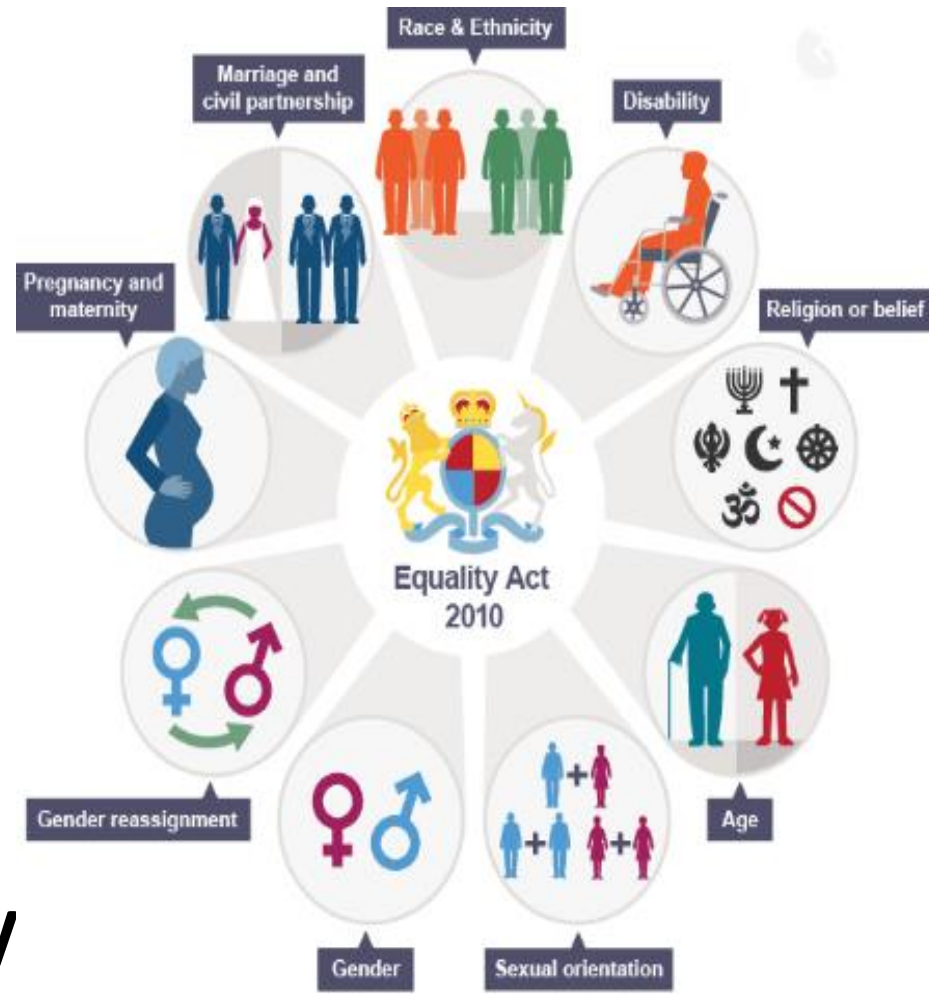 Race & Ethnicity
Marriage and
civil partnership
Disability
Pregnancy and
maternity
Religion or belief
Equality Act
2010
Gender reassignment
Age
Gender
Sexual orientation